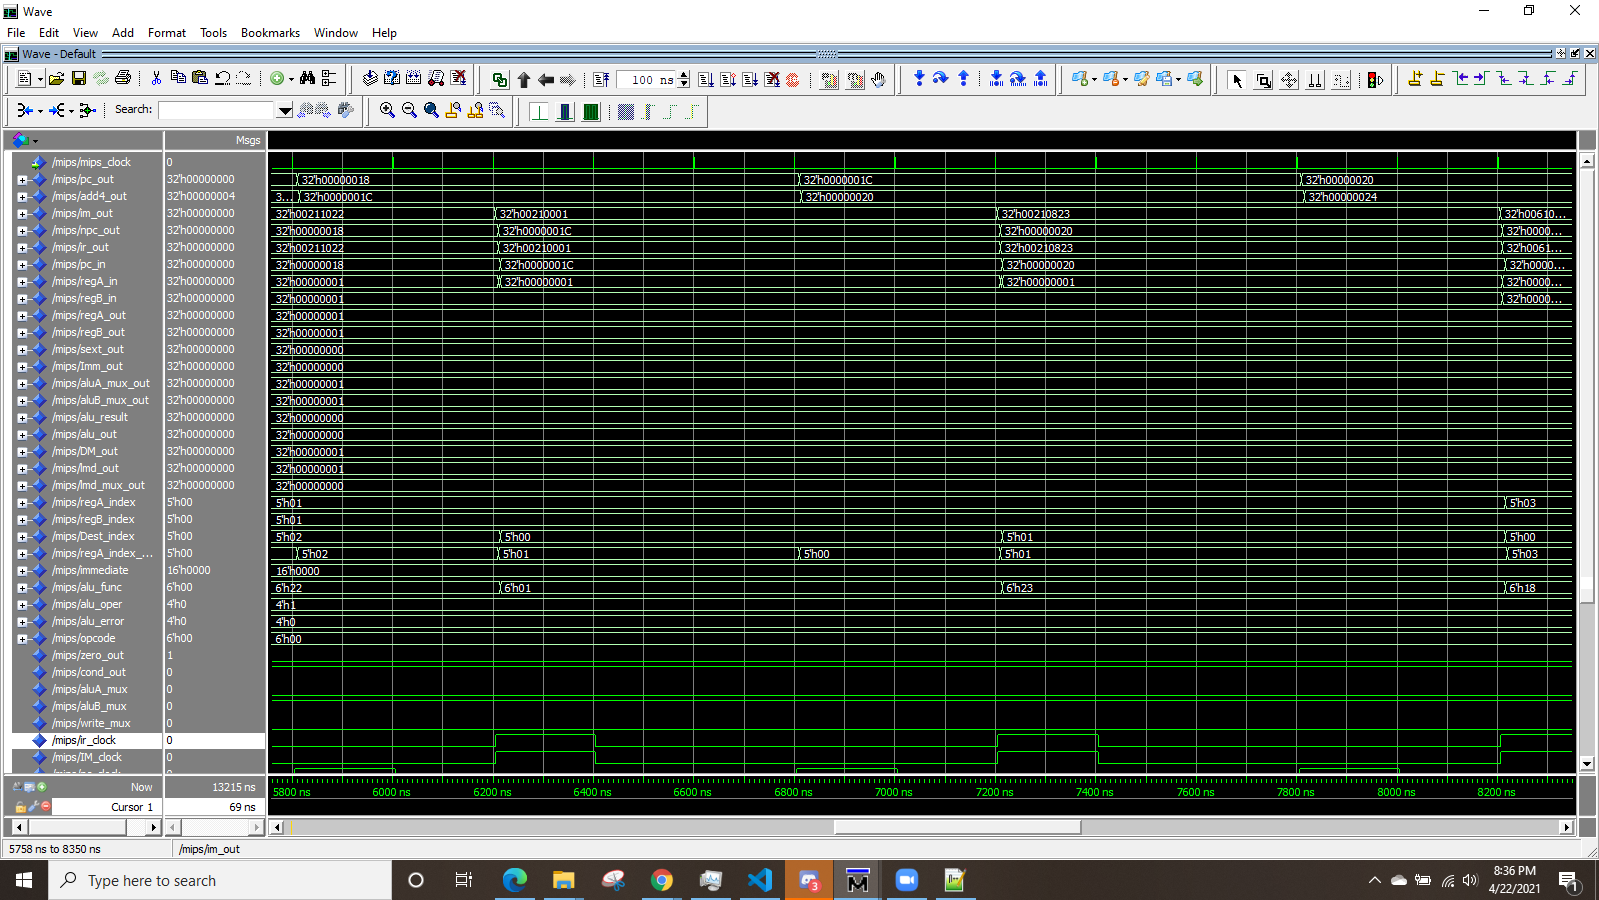 Wave
File Edit View Add Format Tools Bookmarks Window Help
Wave - Default
100 ns
Search:
Msgs
/mips/mips_clock 0
/mips/pc_out 32'h00000000 32'h00000018 32'h0000001C 32'h00000020
/mips/add4_out 32'h00000004 3... 32'h0000001C 32'h00000020 32'h00000024
/mips/im_out 32'h00000000 32'h00211022 32'h00210001 32'h00210823 32'h00610...
/mips/npc_out 32'h00000000 32'h00000018 32'h0000001C 32'h00000020 32'h0000...
/mips/ir_out 32'h00000000 32'h00211022 32'h00210001 32'h00210823 32'h0061...
/mips/pc_in 32'h00000000 32'h00000018 32'h0000001C 32'h00000020 32'h0000...
/mips/regA_in 32'h00000000 32'h00000001 32'h00000001 32'h00000001 32'h0000...
/mips/regB_in 32'h00000000 32'h00000001 32'h0000...
/mips/regA_out 32'h00000000 32'h00000001
/mips/regB_out 32'h00000000 32'h00000001
/mips/sext_out 32'h00000000 32'h00000000
/mips/Imm_out 32'h00000000 32'h00000000
/mips/aluA_mux_out 32'h00000000 32'h00000001
/mips/aluB_mux_out 32'h00000000 32'h00000001
/mips/alu_result 32'h00000000 32'h00000000
/mips/alu_out 32'h00000000 32'h00000000
/mips/DM_out 32'h00000000 32'h00000001
/mips/lmd_out 32'h00000000 32'h00000001
/mips/lmd_mux_out 32'h00000000 32'h00000000
/mips/regA_index 5'h00 5'h01 5'h03
/mips/regB_index 5'h00 5'h01
/mips/Dest_index 5'h00 5'h02 5'h00 5'h01 5'h00
/mips/regA_index_... 5'h00 5'h02 5'h01 5'h00 5'h01 5'h03
/mips/immediate 16'h0000 16'h0000
/mips/alu_func 6'h00 6'h22 6'h01 6'h23 6'h18
/mips/alu_oper 4'h0 4'h1
/mips/alu_error 4'h0 4'h0
/mips/opcode 6'h00 6'h00
/mips/zero_out 1
/mips/cond_out 0
/mips/aluA_mux 0
/mips/aluB_mux 0
/mips/write_mux 0
/mips/ir_clock 0
/mips/IM_clock 0
Now 13215 ns 5800 ns 6000 ns 6200 ns 6400 ns 6600 ns 6800 ns 7000 ns 7200 ns 7400 ns 7600 ns 7800 ns 8000 ns 8200 ns
Cursor 1 69 ns
5758 ns to 8350 ns /mips/im_out
Type here to search
3
M
8:36 PM
4/22/2021
1